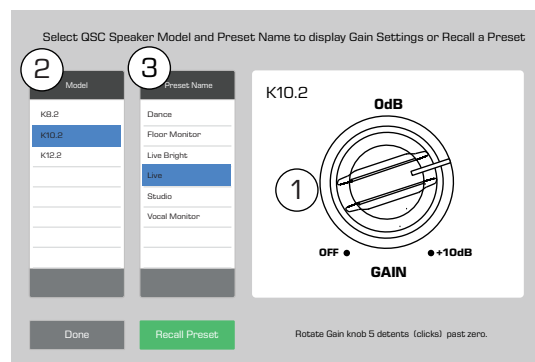 Select QSC Speaker Model and Preset Name to display Gain Settings or Recall a Preset
2
3
Model
Preset Name
K8.2
K10.2
K12.2
Dance
Floor Monitor
Live Bright
Live
Studio
Vocal Monitor
K10.2
0dB
1
OFF
+10dB
GAIN
Done
Recall Preset
Rotate Gain knob 5 detents (clicks) past zero.